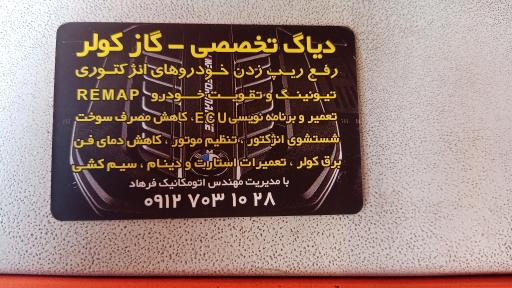 دیاگ تخصصی - گاز کولر
رفع ریپ زدن خودروهای انژکتوری
تیونینگ و تقویت خودرو REMAP
تعمیر و برنامه نویسی ECU، کاهش مصرف سوخت
شستشوی انژکتور ، تنظیم موتور ، کاهش دمای فن
برق کولر ، تعمیرات استارت و دینام ، سیم کشی
با مدیریت مهندس اتومکانیک فرهاد
۰۹۱۲ ۷۰۳ ۱۰ ۲۸